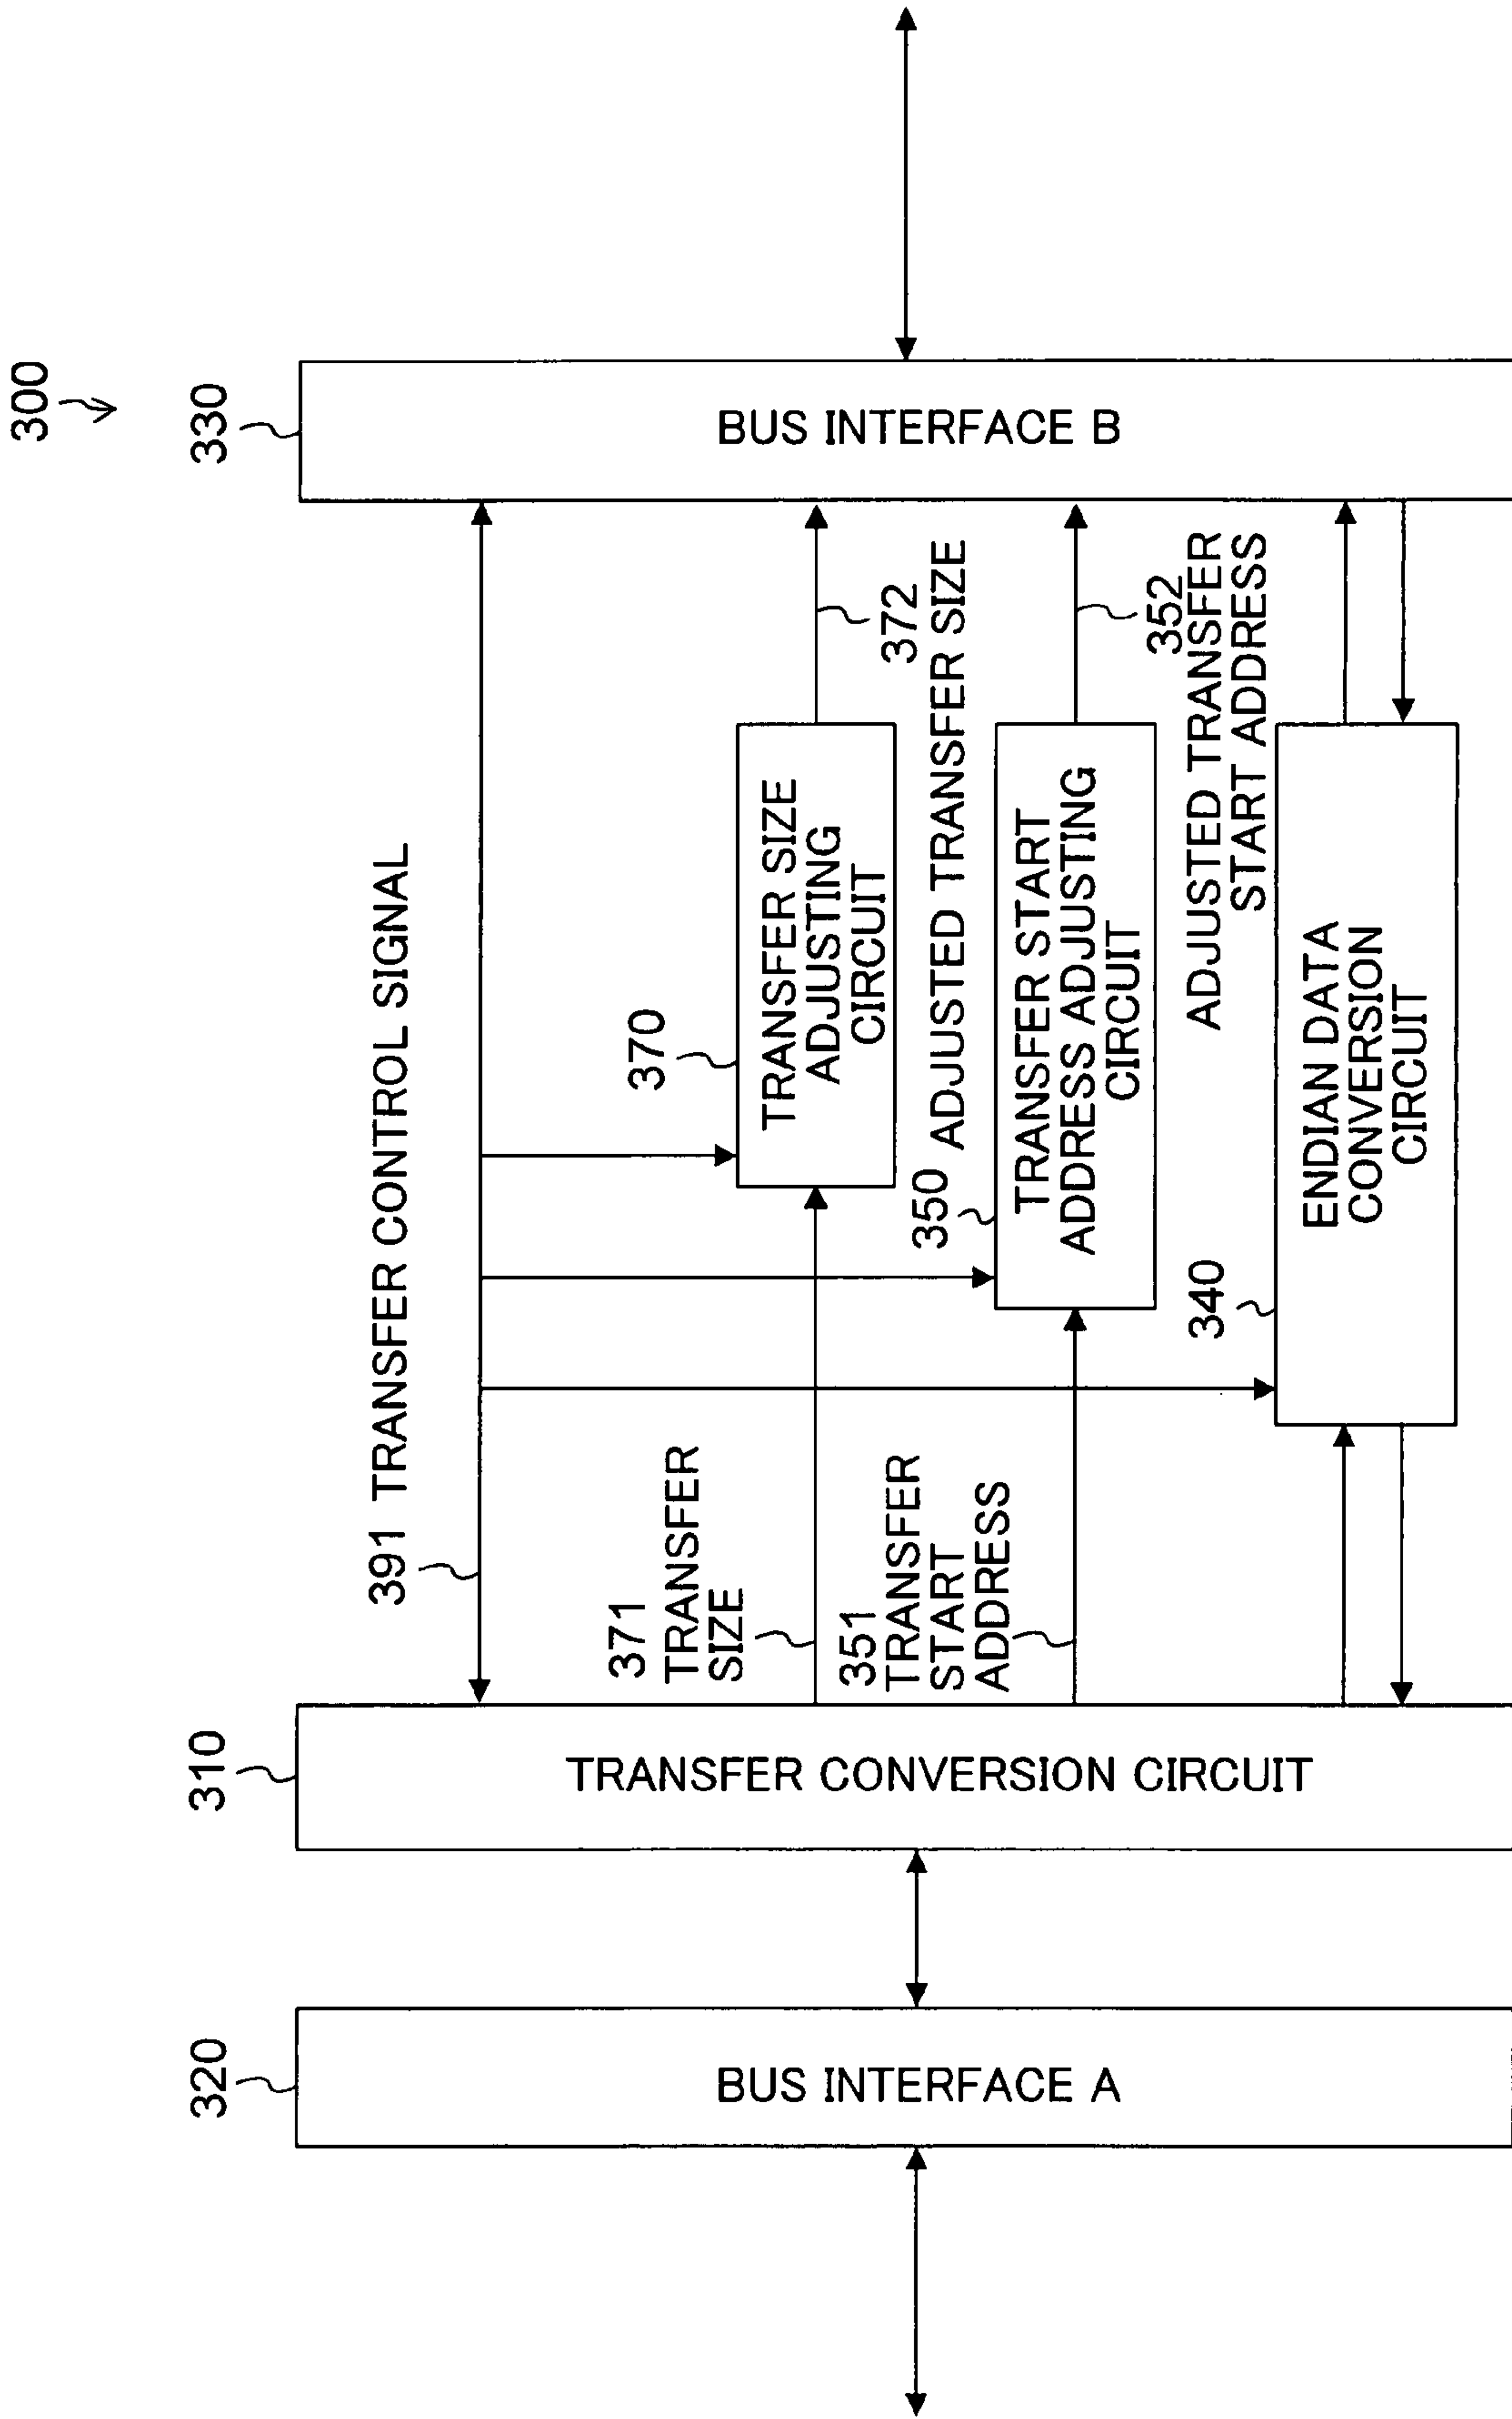 300
320
BUS INTERFACE A
310
TRANSFER CONVERSION CIRCUIT
330
BUS INTERFACE B
391 TRANSFER CONTROL SIGNAL
371
TRANSFER
SIZE
370
TRANSFER SIZE
ADJUSTING
CIRCUIT
372
ADJUSTED TRANSFER SIZE
351
TRANSFER
START
ADDRESS
350
TRANSFER START
ADDRESS ADJUSTING
CIRCUIT
352
ADJUSTED TRANSFER
START ADDRESS
340
ENDIAN DATA
CONVERSION
CIRCUIT